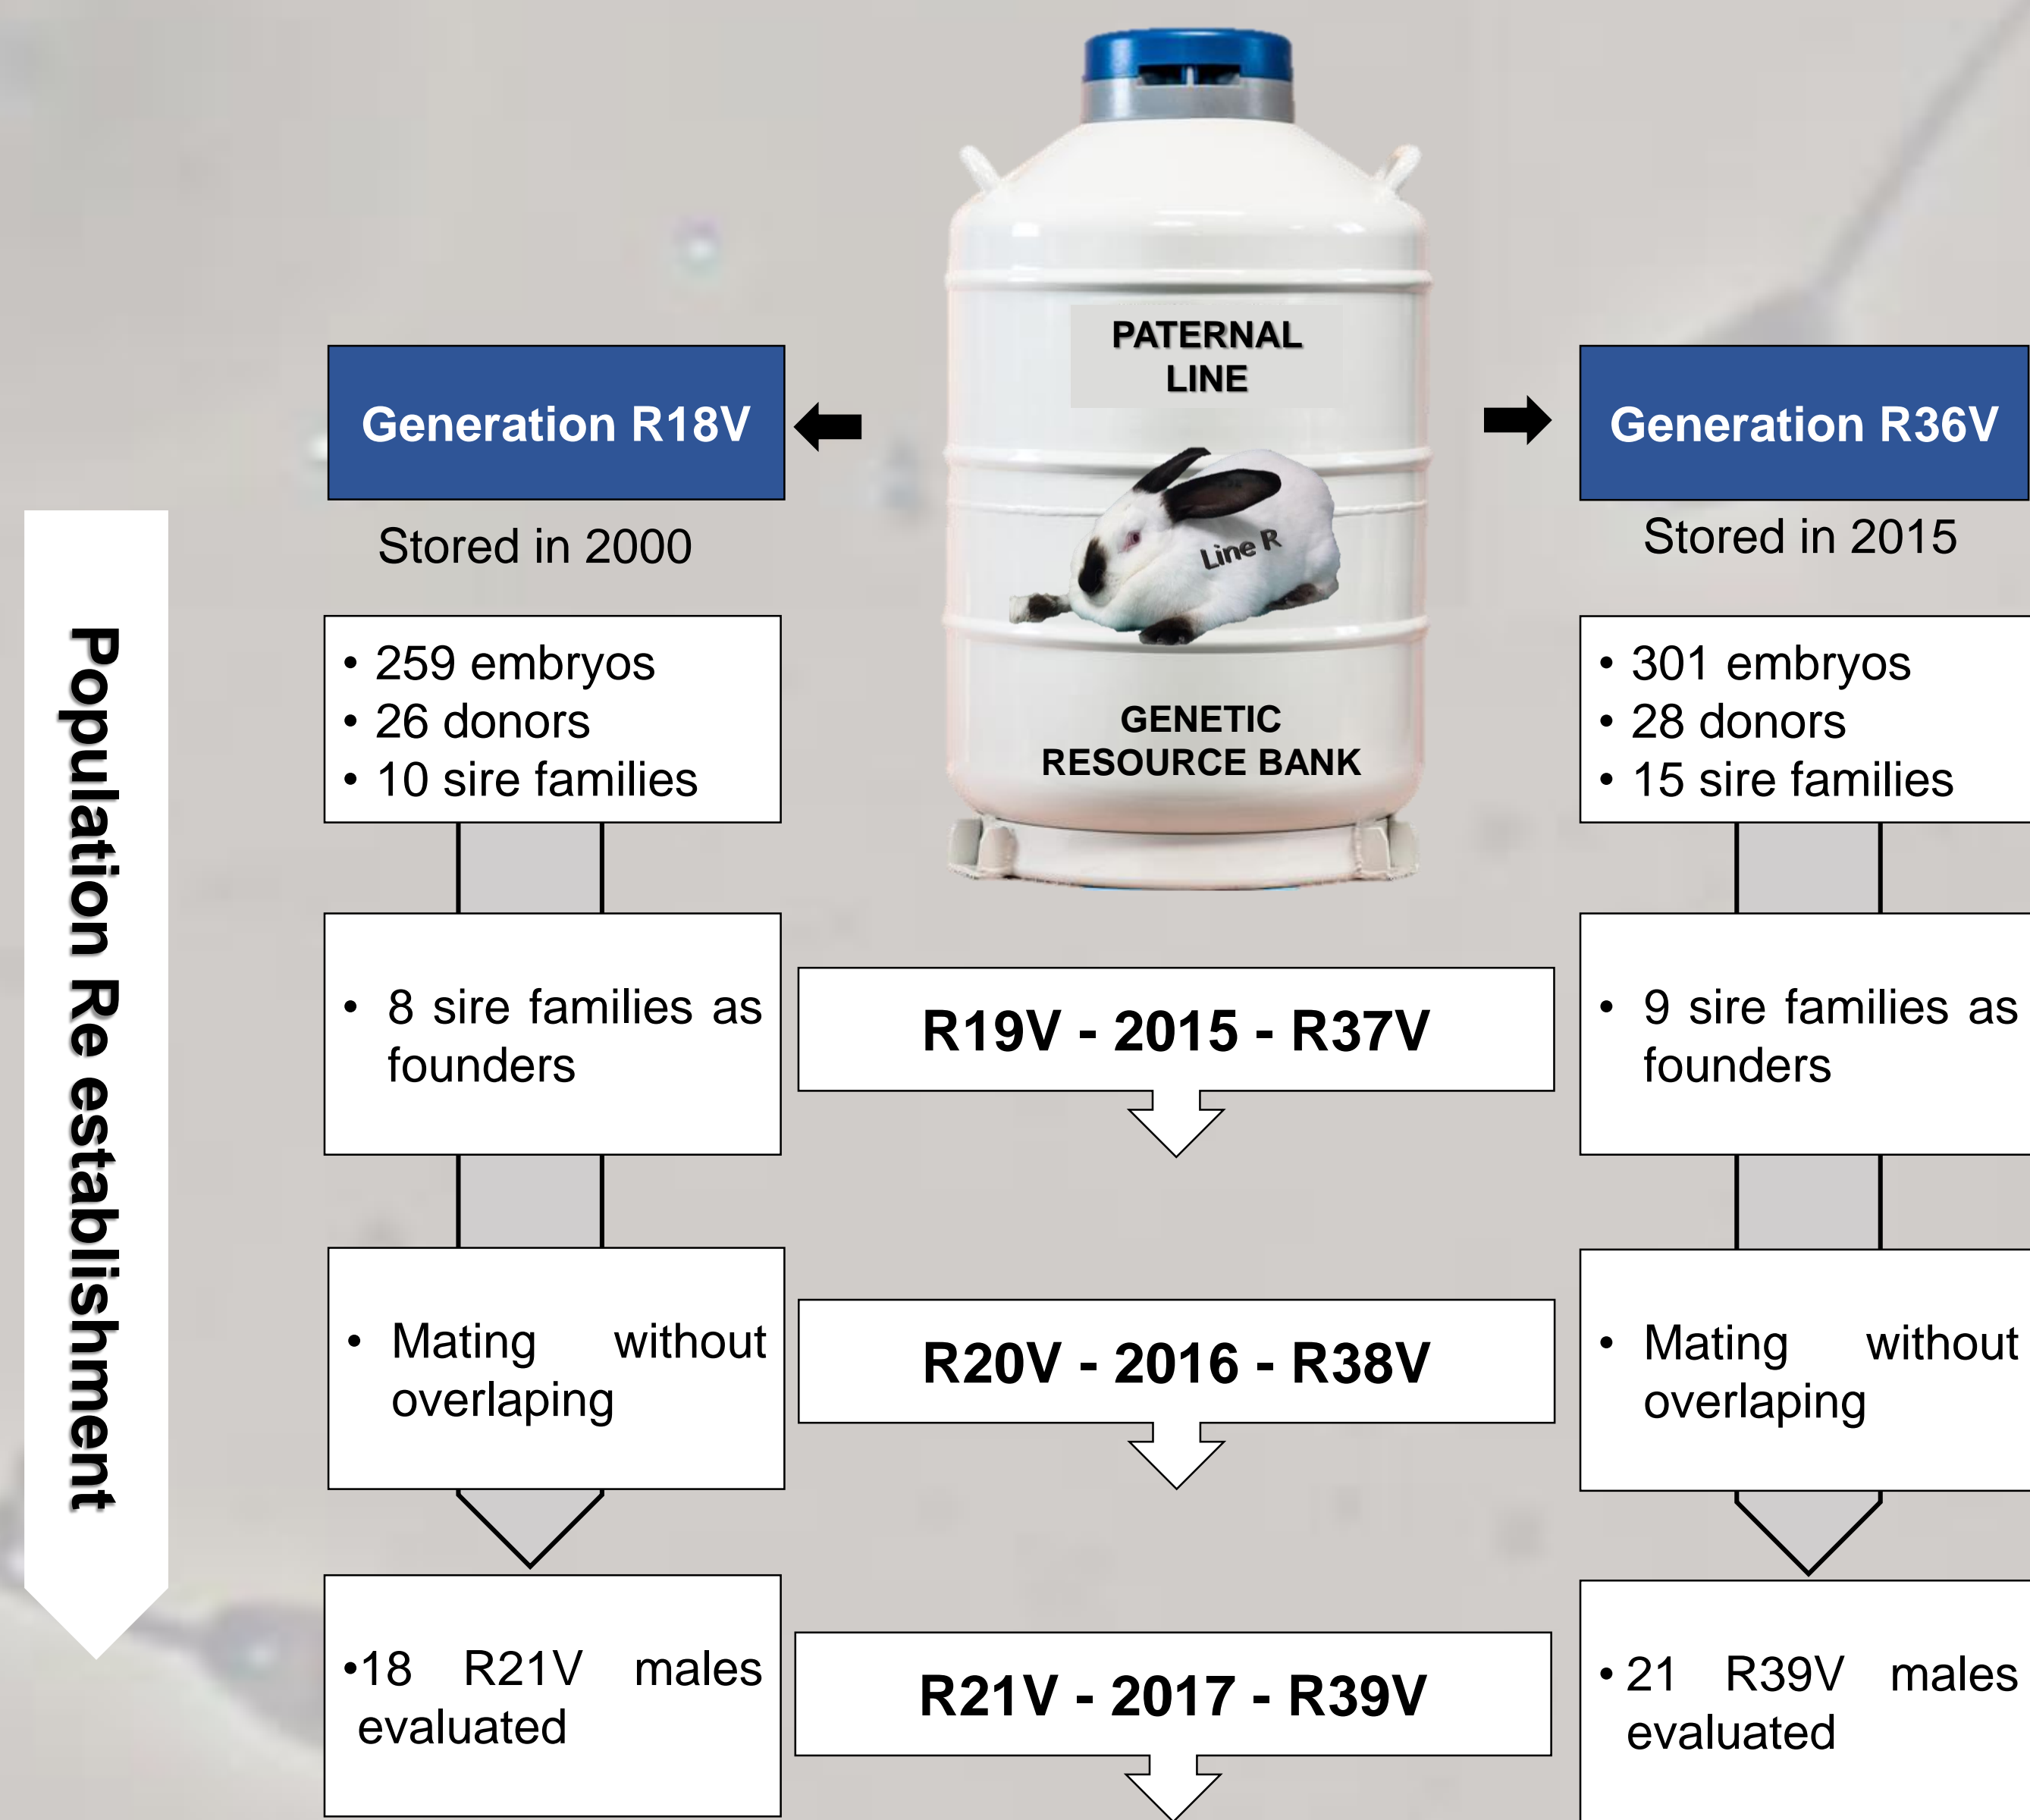 PATERNAL
LINE
Line R
GENETIC
RESOURCE BANK
Generation R18V
Stored in 2000
Generation R36V
Stored in 2015
Population Re establishment
• 259 embryos
• 26 donors
• 10 sire families
• 301 embryos
• 28 donors
• 15 sire families
• 8 sire families as
founders
R19V - 2015 - R37V
• 9 sire families as
founders
• Mating without
overlaping
R20V - 2016 - R38V
• Mating without
overlaping
•18 R21V males
evaluated
R21V - 2017 - R39V
• 21 R39V males
evaluated